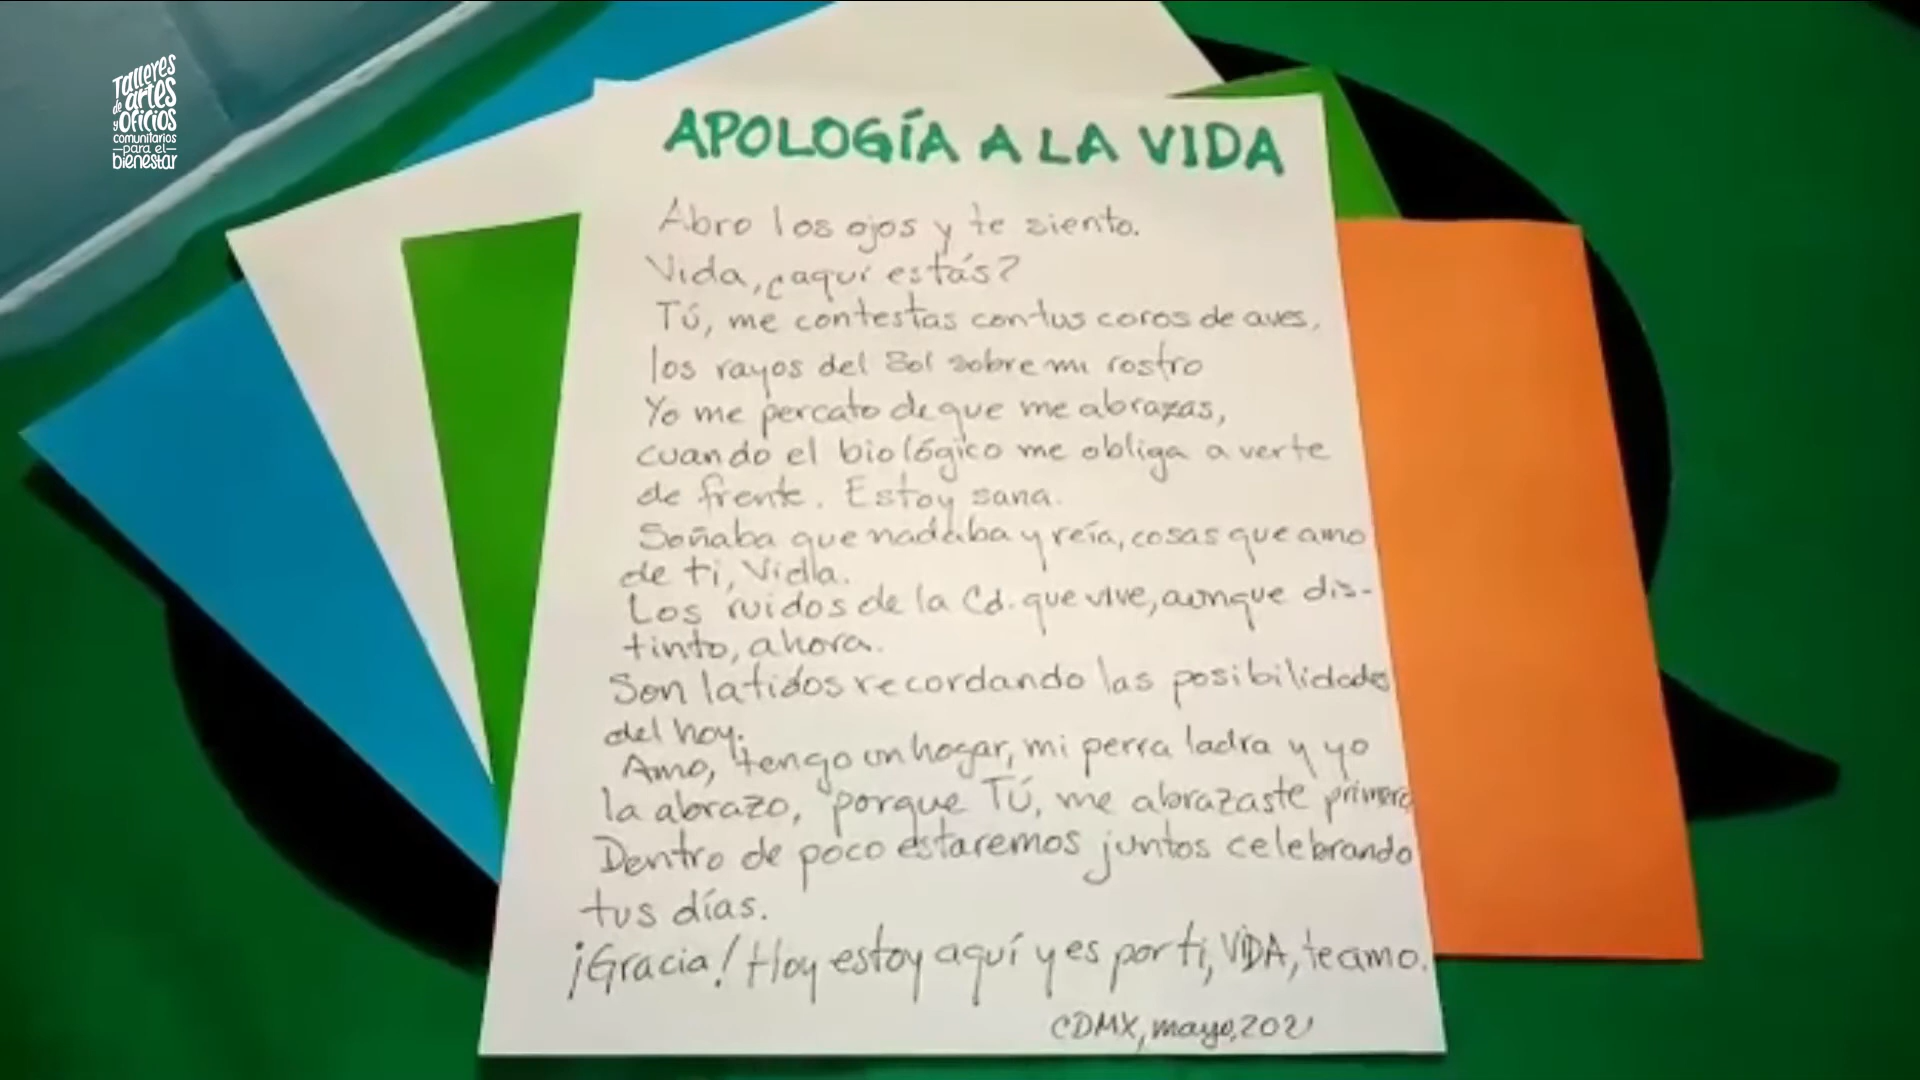 Talleres
de artes
y oficios
comunitarios
para el
bienestar
APOLOGÍA A LA VIDA
Abro los ojos y te siento.
Vida, ¿aquí estás?
Tú, me contestas con tus coros de aves,
los rayos del Sol sobre mi rostro
Yo me percato de que me abrazas,
cuando el biológico me obliga a verte
de frente. Estoy sana.
Soñaba que nadaba y reía, cosas que amo
de ti, Vida.
Los ruidos de la Cd. que vive, aunque dis-
tinto, ahora.
Son latidos recordando las posibilidades
del hoy.
Amo, tengo un hogar, mi perra ladra y yo
la abrazo, porque Tú, me abrazaste primero
Dentro de poco estaremos juntos celebrando
tus días.
¡Gracia! Hoy estoy aquí y es por ti, VIDA, te amo.
CDMX, mayo, 2021